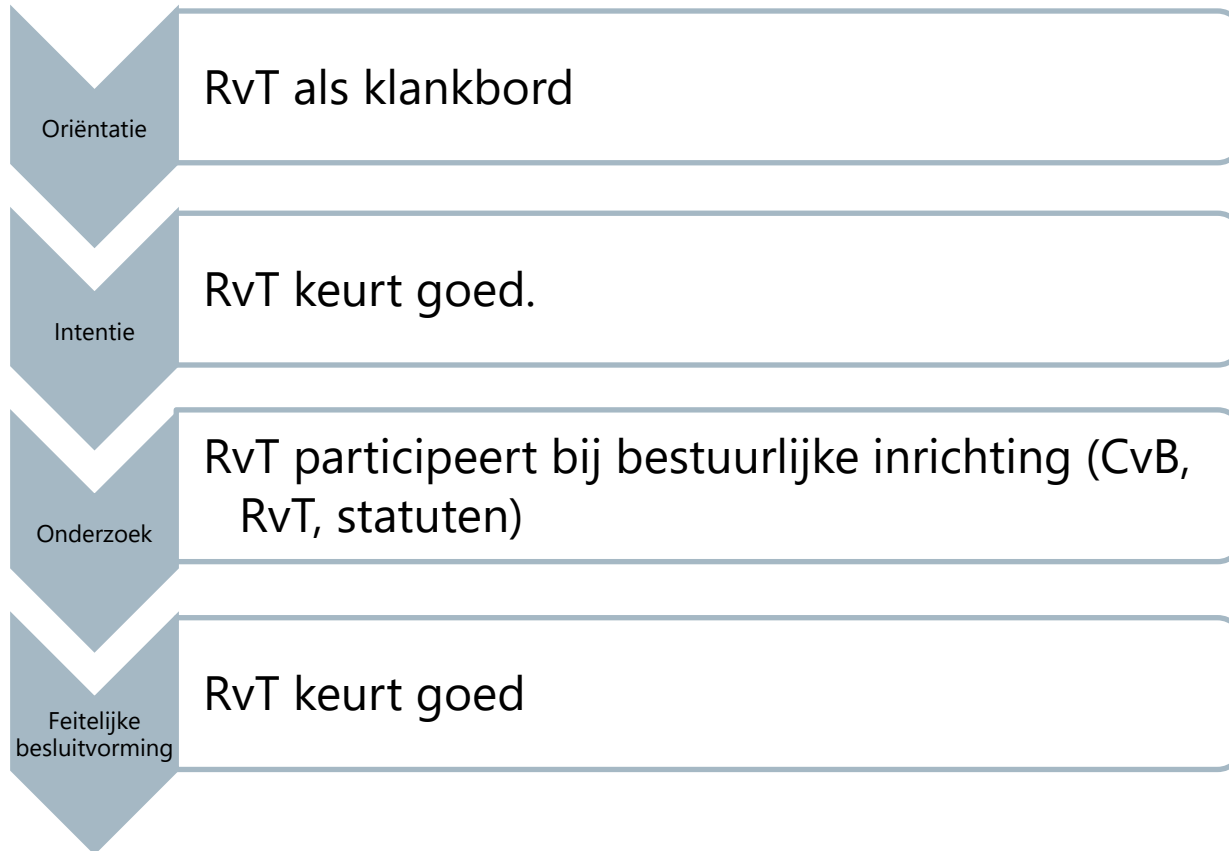 Oriëntatie
RvT als klankbord
Intentie
RvT keurt goed.
Onderzoek
RvT participeert bij bestuurlijke inrichting (CvB,
RvT, statuten)
Feitelijke
besluitvorming
RvT keurt goed